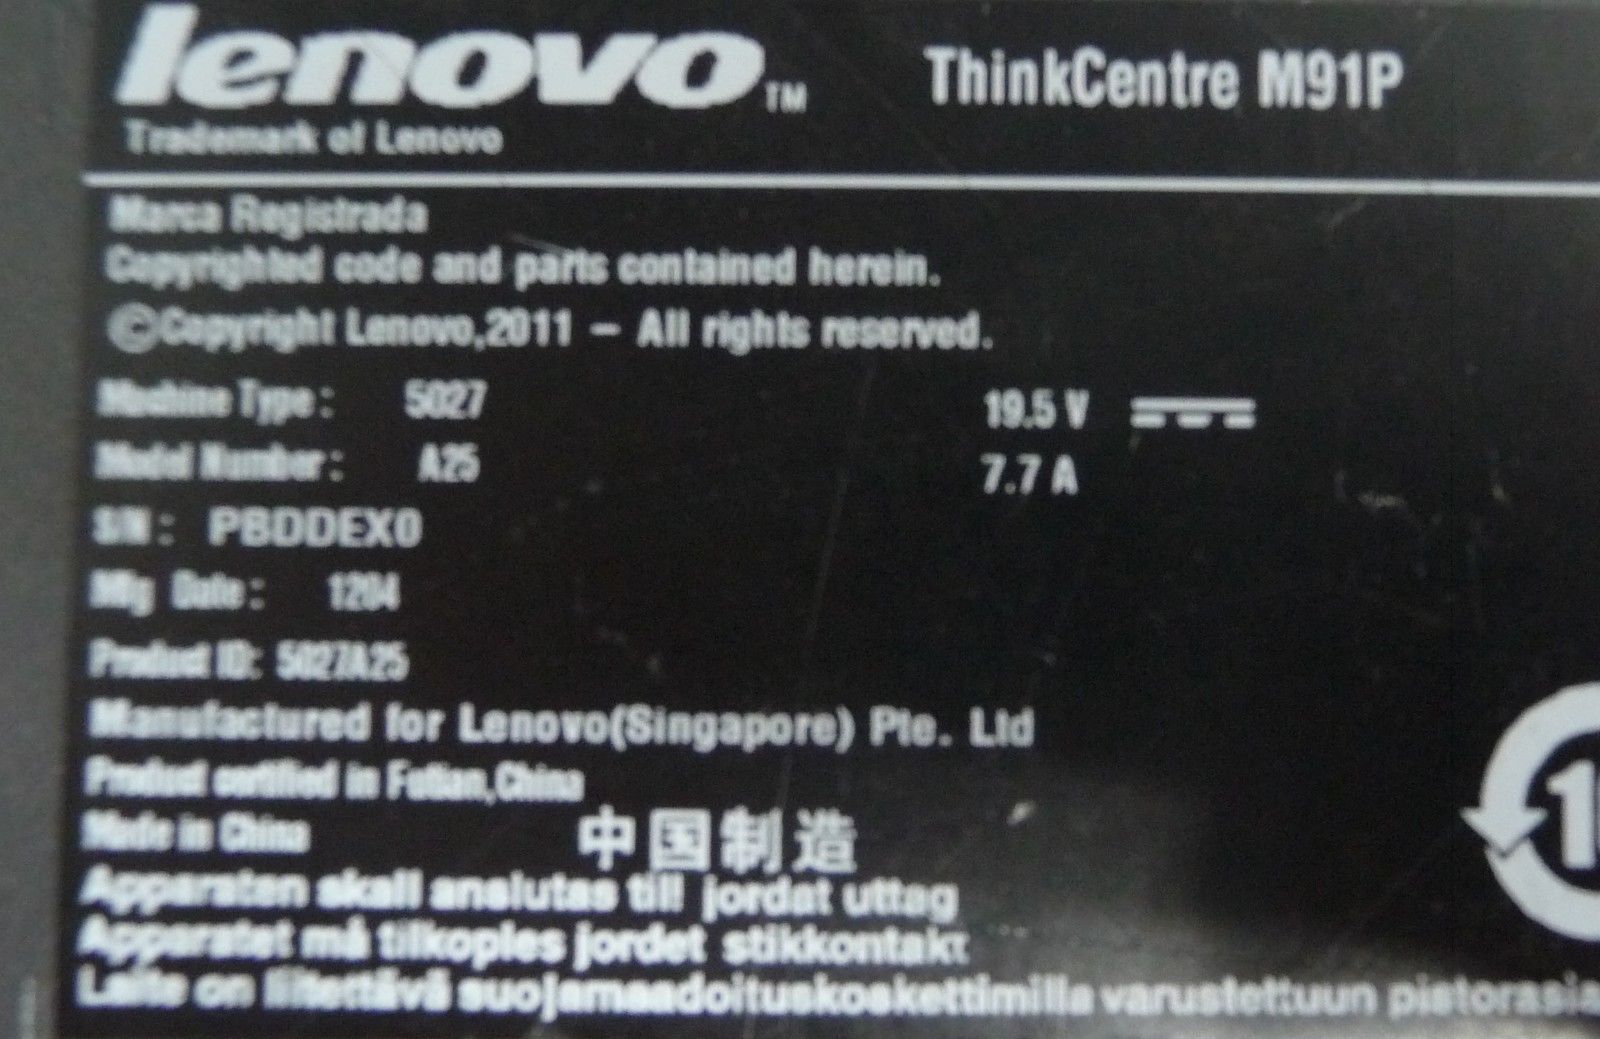 lenovo TM ThinkCentre M91P
Trademark of Lenovo
Marca Registrada
Copyrighted code and parts contained herein.
©Copyright Lenovo,2011 – All rights reserved.
Machine Type: 5027 19.5 V
Model Number: A25 7.7 A
S/N: PBDDEX0
Mfg Date: 1204
Product ID: 5027A25
Manufactured for Lenovo(Singapore) Pte. Ltd
Product certified in Futian,China
Made in China 中国制造
Apparaten skall anslutas till jordat uttag
Apparatet må tilkoples jordet stikkontakt
Laite on liitettävä suojamaadoituskoskettimilla varustettuun pistorasia